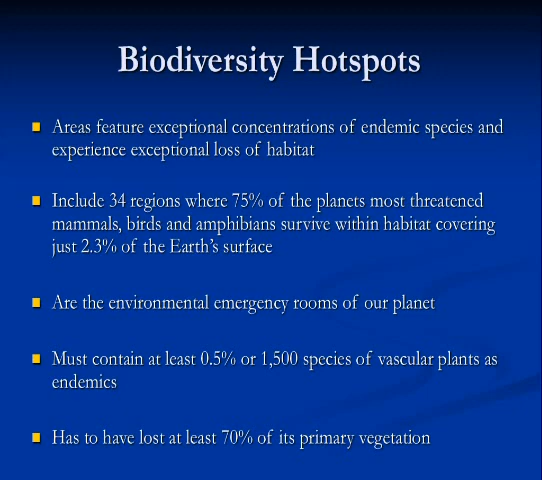 Biodiversity Hotspots
Areas feature exceptional concentrations of endemic species and
experience exceptional loss of habitat
Include 34 regions where 75% of the planets most threatened
mammals, birds and amphibians survive within habitat covering
just 2.3% of the Earth's surface
Are the environmental emergency rooms of our planet
Must contain at least 0.5% or 1,500 species of vascular plants as
endemics
Has to have lost at least 70% of its primary vegetation